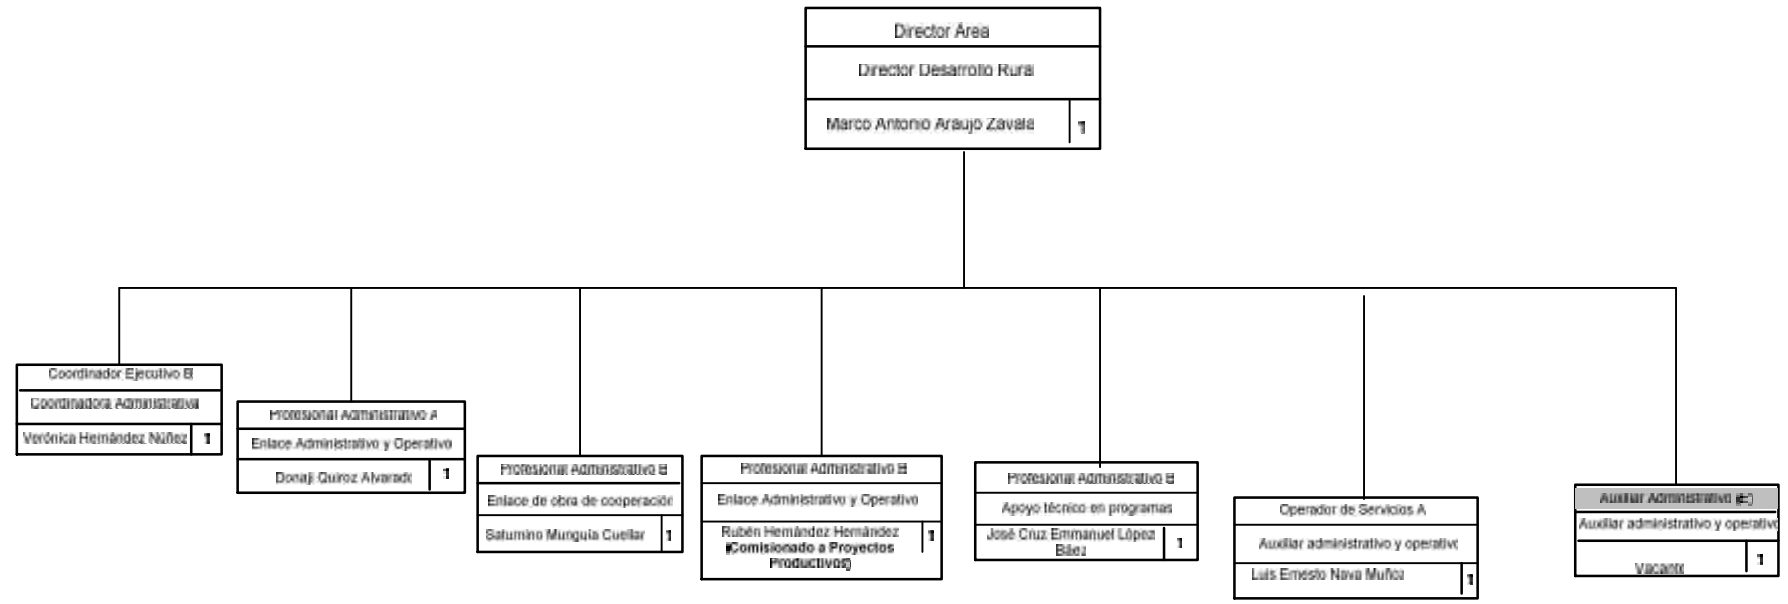 Director Área
Director Desarrollo Rural
Marco Antonio Araujo Zavala 1
Coordinador Ejecutivo B
Coordinadora Administrativa
Verónica Hernández Núñez 1
Profesional Administrativo A
Enlace Administrativo y Operativo
Donaji Quiroz Alvarado 1
Profesional Administrativo B
Enlace de obra de cooperación
Saturnino Munguía Cuellar 1
Profesional Administrativo B
Enlace Administrativo y Operativo
Rubén Hernández Hernández 1
(Comisionado a Proyectos
Productivos)
Profesional Administrativo B
Apoyo técnico en programas
José Cruz Emmanuel López 1
Báez
Operador de Servicios A
Auxiliar administrativo y operativo
Luis Ernesto Nava Muñoz 1
Auxiliar Administrativo
Auxiliar administrativo y operativo
Vacante 1